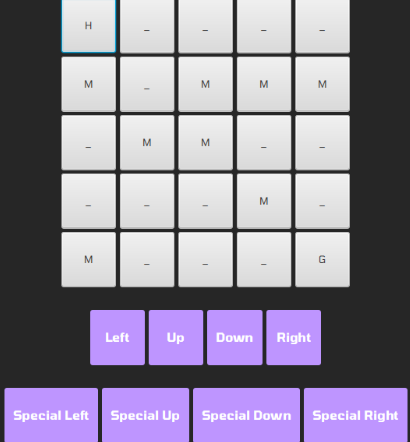 H _ _ _ _
M _ M M M
_ M M _ _
_ _ _ M _
M _ _ _ G
Left Up Down Right
Special Left Special Up Special Down Special Right